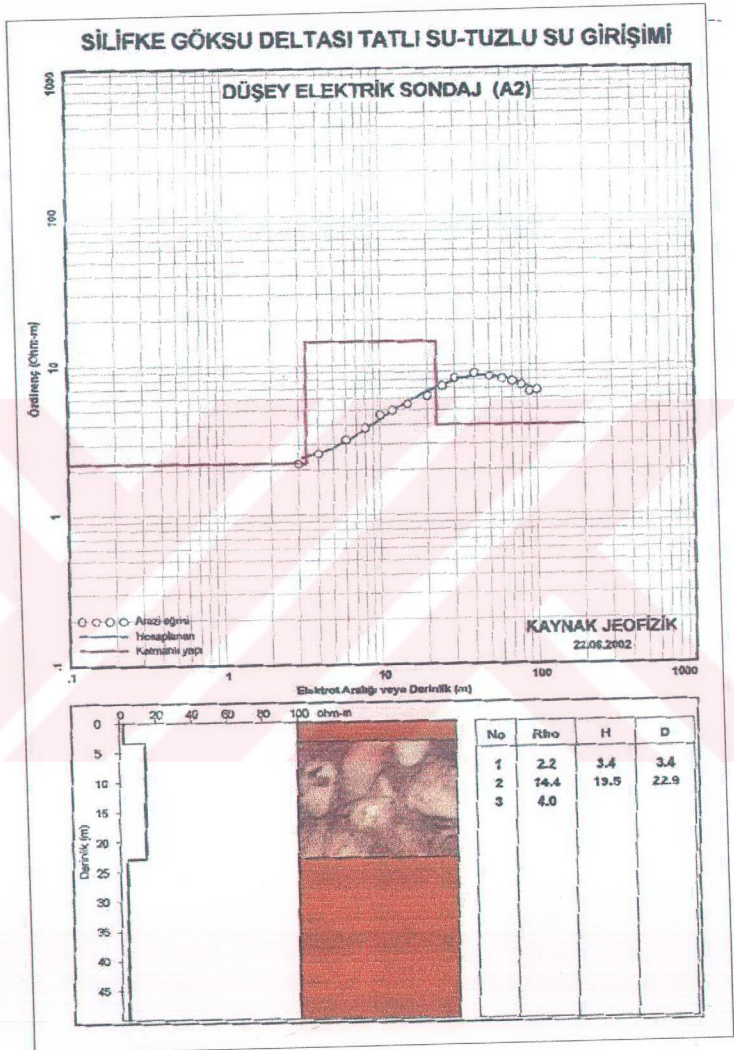 SİLİFKE GÖKSU DELTASI TATLI SU-TUZLU SU GİRİŞİMİ
DÜŞEY ELEKTRİK SONDAJ (A2)
1000
100
10
1
.1
Özdirenç (Ohm-m)
Arazi eğrisi
Hesaplanan
Katmanlı yapı
KAYNAK JEOFİZİK
22.06.2002
.1 1 10 100 1000
Elektrot Aralığı veya Derinlik (m)
0 20 40 60 80 100 ohm-m
0
5
10
15
20
25
30
35
40
45
Derinlik (m)
No Rho H D
1 2.2 3.4 3.4
2 14.4 19.5 22.9
3 4.0